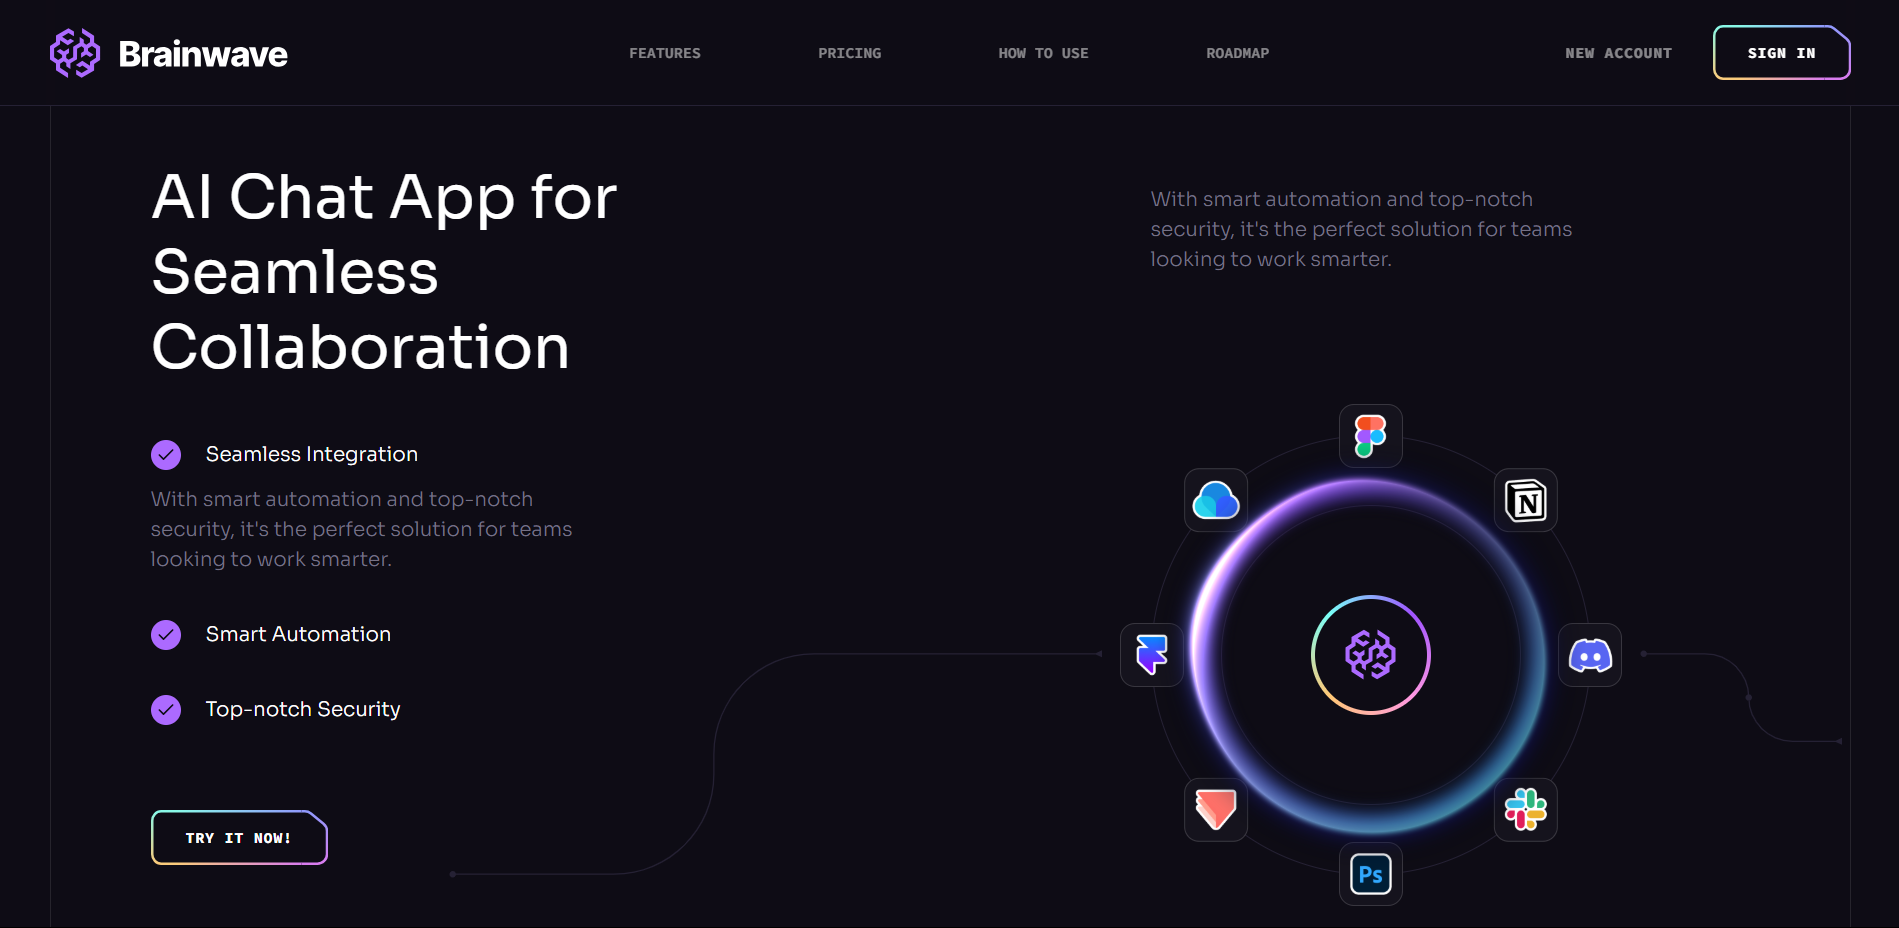 Brainwave
FEATURES
PRICING
HOW TO USE
ROADMAP
NEW ACCOUNT
SIGN IN
AI Chat App for
Seamless
Collaboration
With smart automation and top-notch
security, it's the perfect solution for teams
looking to work smarter.
Seamless Integration
With smart automation and top-notch
security, it's the perfect solution for teams
looking to work smarter.
Smart Automation
Top-notch Security
TRY IT NOW!
N
Ps